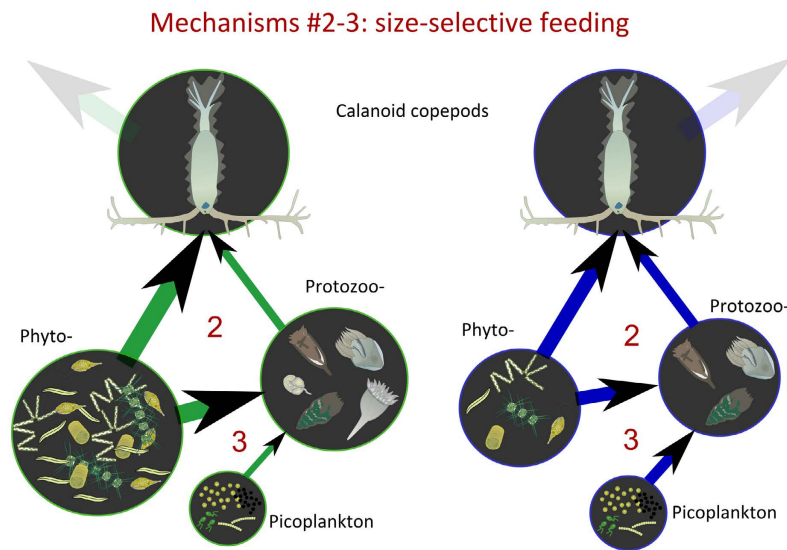 Mechanisms #2-3: size-selective feeding
Calanoid copepods
Protozoo-
Phyto-
2
3
Picoplankton
Protozoo-
Phyto-
2
3
Picoplankton